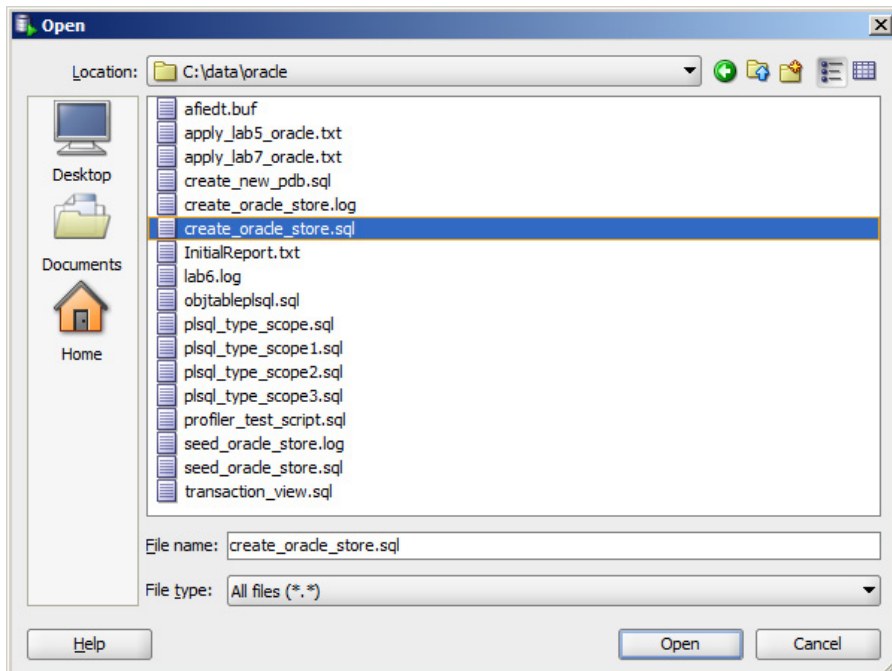 Open
Location: C:\data\oracle
Desktop
Documents
Home
afiedt.buf
apply_lab5_oracle.txt
apply_lab7_oracle.txt
create_new_pdb.sql
create_oracle_store.log
create_oracle_store.sql
InitialReport.txt
lab6.log
objtableplsql.sql
plsql_type_scope.sql
plsql_type_scope1.sql
plsql_type_scope2.sql
plsql_type_scope3.sql
profiler_test_script.sql
seed_oracle_store.log
seed_oracle_store.sql
transaction_view.sql
File name: create_oracle_store.sql
File type: All files (*.*)
Help Open Cancel